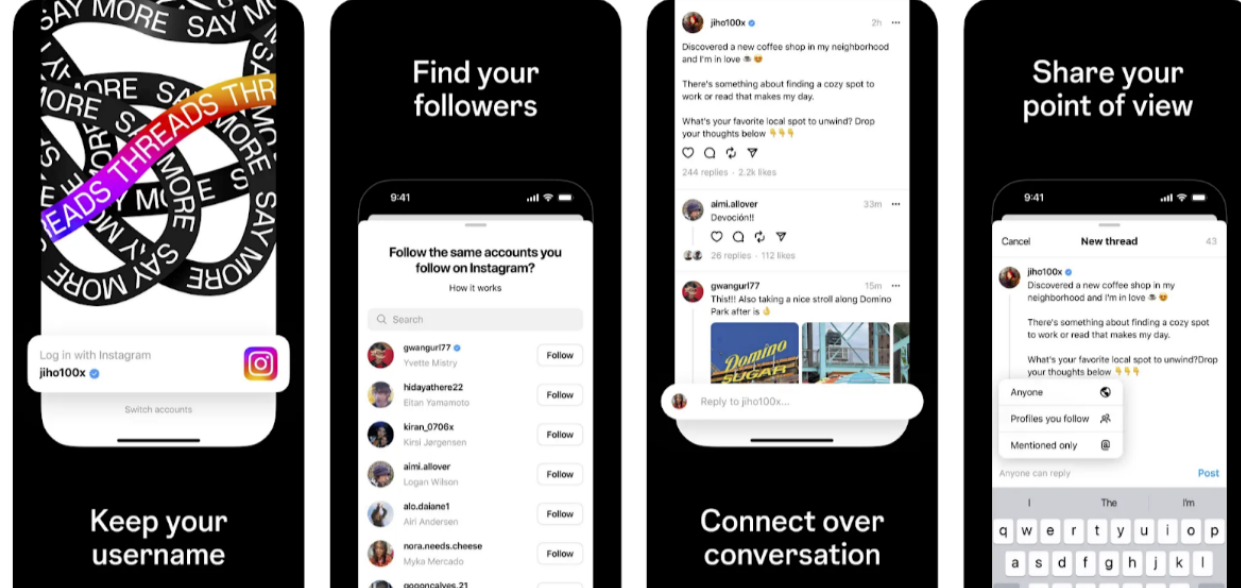 SAY MORE SAY MORE
THREADS THREADS THR
SAY MORE
SAY MORE
Log in with Instagram
jiho100x
Switch accounts
Keep your
username
Find your
followers
9:41
Follow the same accounts you
follow on Instagram?
How it works
Search
gwangurl77
Yvette Mistry
Follow
hidayathere22
Eitan Yamamoto
Follow
kiran_0706x
Kirsi Jørgensen
Follow
aimi.allover
Logan Wilson
Follow
alo.daiane1
Airi Andersen
Follow
nora.needs.cheese
Myka Mercado
Follow
gogoncalves.21
jiho100x 2h
Discovered a new coffee shop in my neighborhood
and I'm in love ☕😍
There's something about finding a cozy spot to
work or read that makes my day.
What's your favorite local spot to unwind? Drop
your thoughts below 👇👇👇
244 replies · 2.2k likes
aimi.allover 33m
Devoción!!
26 replies · 112 likes
gwangurl77 15m
This!!! Also taking a nice stroll along Domino
Park after is 👌
Domino
SUGAR
Reply to jiho100x...
Connect over
conversation
Share your
point of view
9:41
Cancel New thread 43
jiho100x
Discovered a new coffee shop in my
neighborhood and I'm in love ☕😍
There's something about finding a cozy spot
to work or read that makes my day.
What's your favorite local spot to unwind?Drop
your thoughts below 👇👇👇
Anyone
Profiles you follow
Mentioned only
Anyone can reply Post
I The I'm
q w e r t y u i o p
a s d f g h j k l